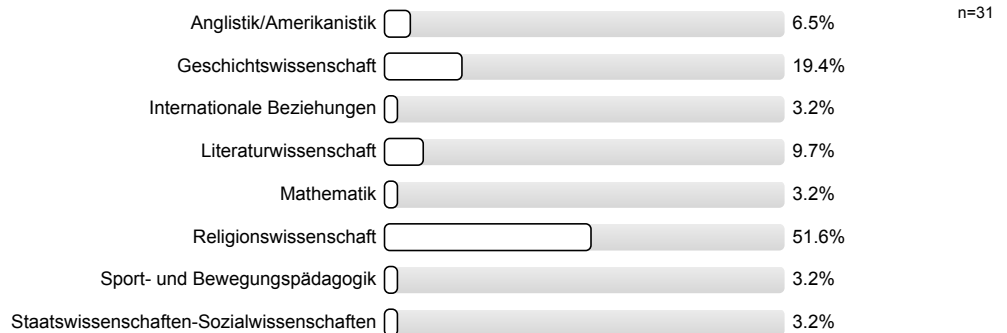 n=31
Anglistik/Amerikanistik 6.5%
Geschichtswissenschaft 19.4%
Internationale Beziehungen 3.2%
Literaturwissenschaft 9.7%
Mathematik 3.2%
Religionswissenschaft 51.6%
Sport- und Bewegungspädagogik 3.2%
Staatswissenschaften-Sozialwissenschaften 3.2%